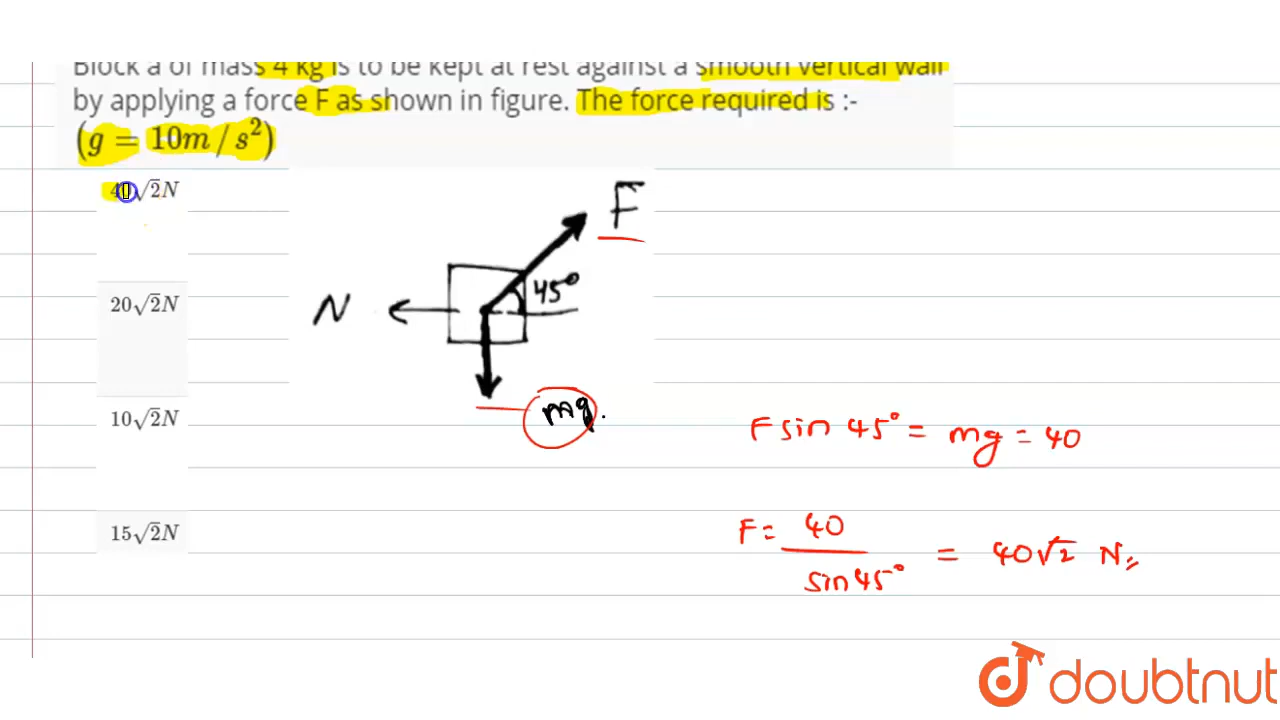 Block a of mass 4 kg is to be kept at rest against a smooth vertical wall
by applying a force F as shown in figure. The force required is :-
(g = 10m/s²)
40√2N
F
45°
20√2N
N
mg.
10√2N
F sin 45° = mg = 40
15√2N
F = 40 / sin 45° = 40√2 N
doubtnut